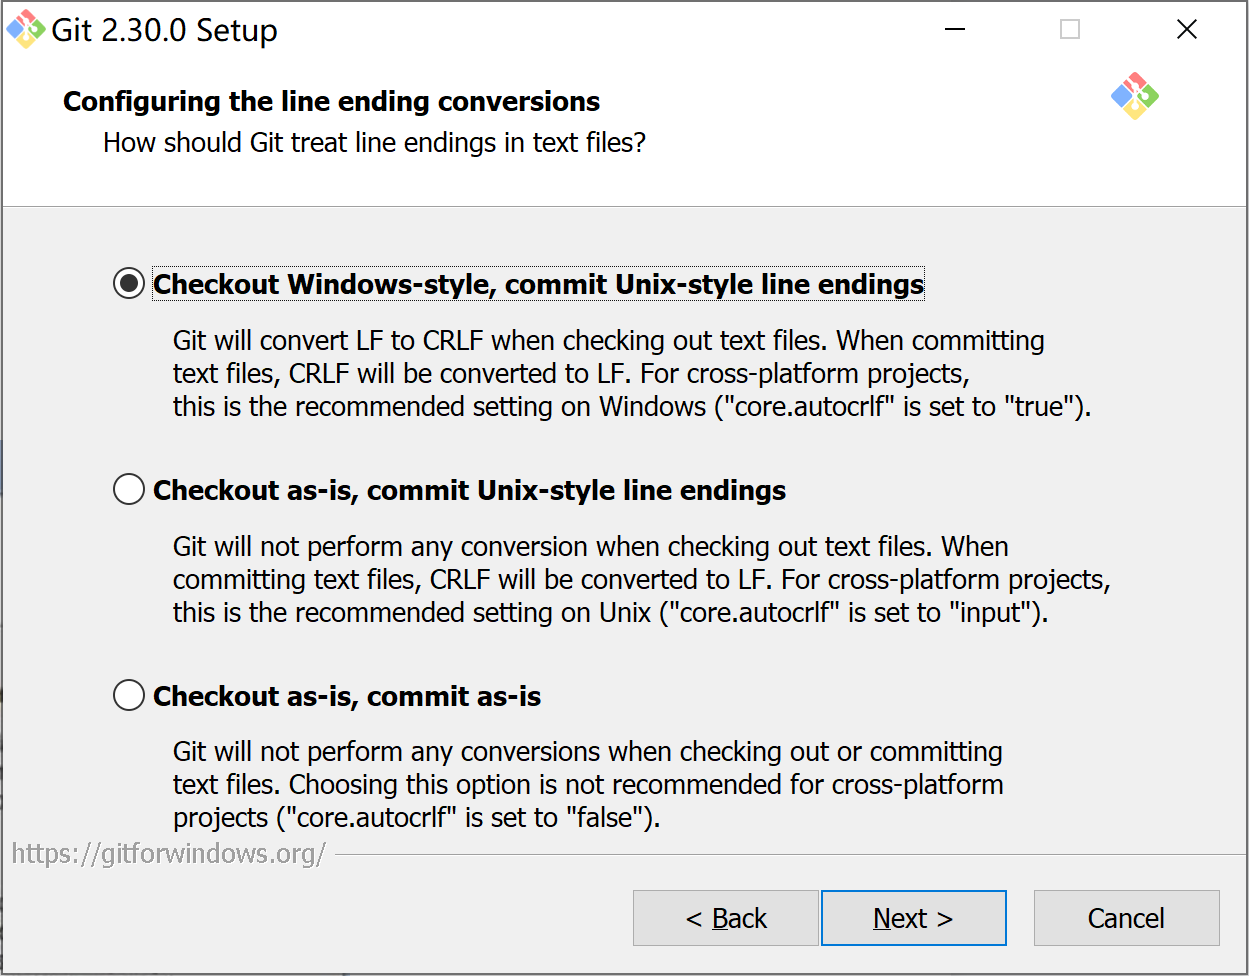 Git 2.30.0 Setup
Configuring the line ending conversions
How should Git treat line endings in text files?
Checkout Windows-style, commit Unix-style line endings
Git will convert LF to CRLF when checking out text files. When committing
text files, CRLF will be converted to LF. For cross-platform projects,
this is the recommended setting on Windows ("core.autocrlf" is set to "true").
Checkout as-is, commit Unix-style line endings
Git will not perform any conversion when checking out text files. When
committing text files, CRLF will be converted to LF. For cross-platform projects,
this is the recommended setting on Unix ("core.autocrlf" is set to "input").
Checkout as-is, commit as-is
Git will not perform any conversions when checking out or committing
text files. Choosing this option is not recommended for cross-platform
projects ("core.autocrlf" is set to "false").
https://gitforwindows.org/
< Back
Next >
Cancel